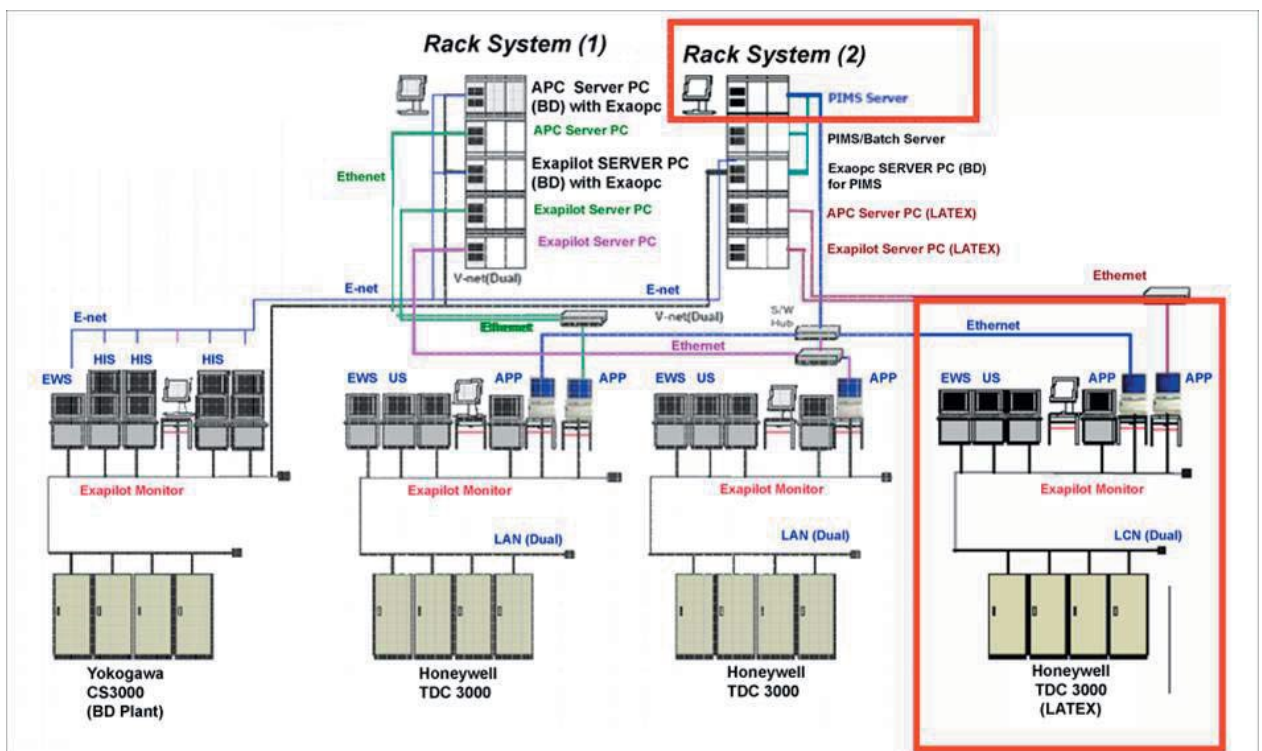 Rack System (1)
Rack System (2)
APC Server PC
(BD) with Exaopc
APC Server PC
Exapilot SERVER PC
(BD) with Exaopc
Exapilot Server PC
Exapilot Server PC
PIMS Server
PIMS/Batch Server
Exaopc SERVER PC (BD)
for PIMS
APC Server PC (LATEX)
Exapilot Server PC (LATEX)
Ethenet
V-net(Dual)
E-net
E-net
E-net
V-net(Dual)
S/W
Hub
Ethernet
Ethernet
Ethernet
Ethernet
EWS
HIS
HIS
HIS
EWS
US
APP
APP
EWS
US
APP
EWS
US
APP
APP
Exapilot Monitor
Exapilot Monitor
Exapilot Monitor
Exapilot Monitor
LAN (Dual)
LAN (Dual)
LCN (Dual)
Yokogawa
CS3000
(BD Plant)
Honeywell
TDC 3000
Honeywell
TDC 3000
Honeywell
TDC 3000
(LATEX)